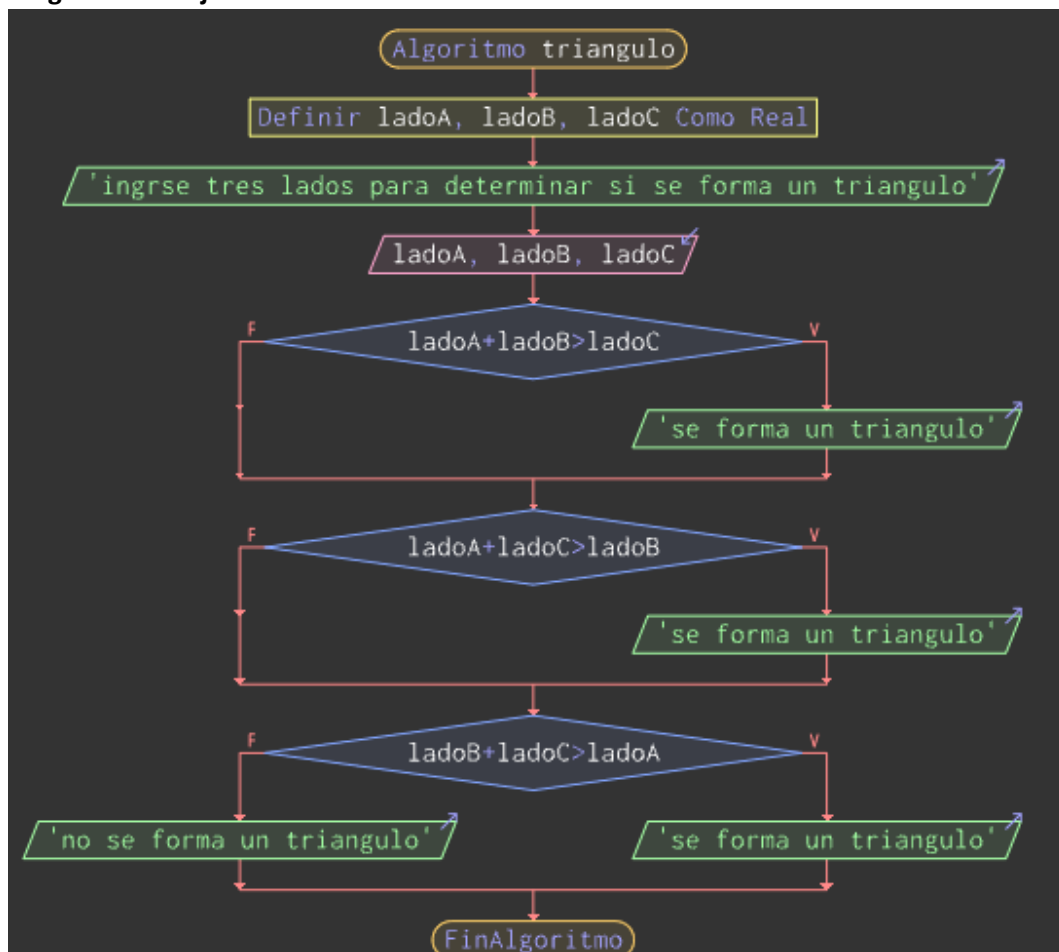 Algoritmo triangulo
Definir ladoA, ladoB, ladoC Como Real
'ingrse tres lados para determinar si se forma un triangulo'
ladoA, ladoB, ladoC
F
V
ladoA+ladoB>ladoC
'se forma un triangulo'
F
V
ladoA+ladoC>ladoB
'se forma un triangulo'
F
V
ladoB+ladoC>ladoA
'no se forma un triangulo'
'se forma un triangulo'
FinAlgoritmo